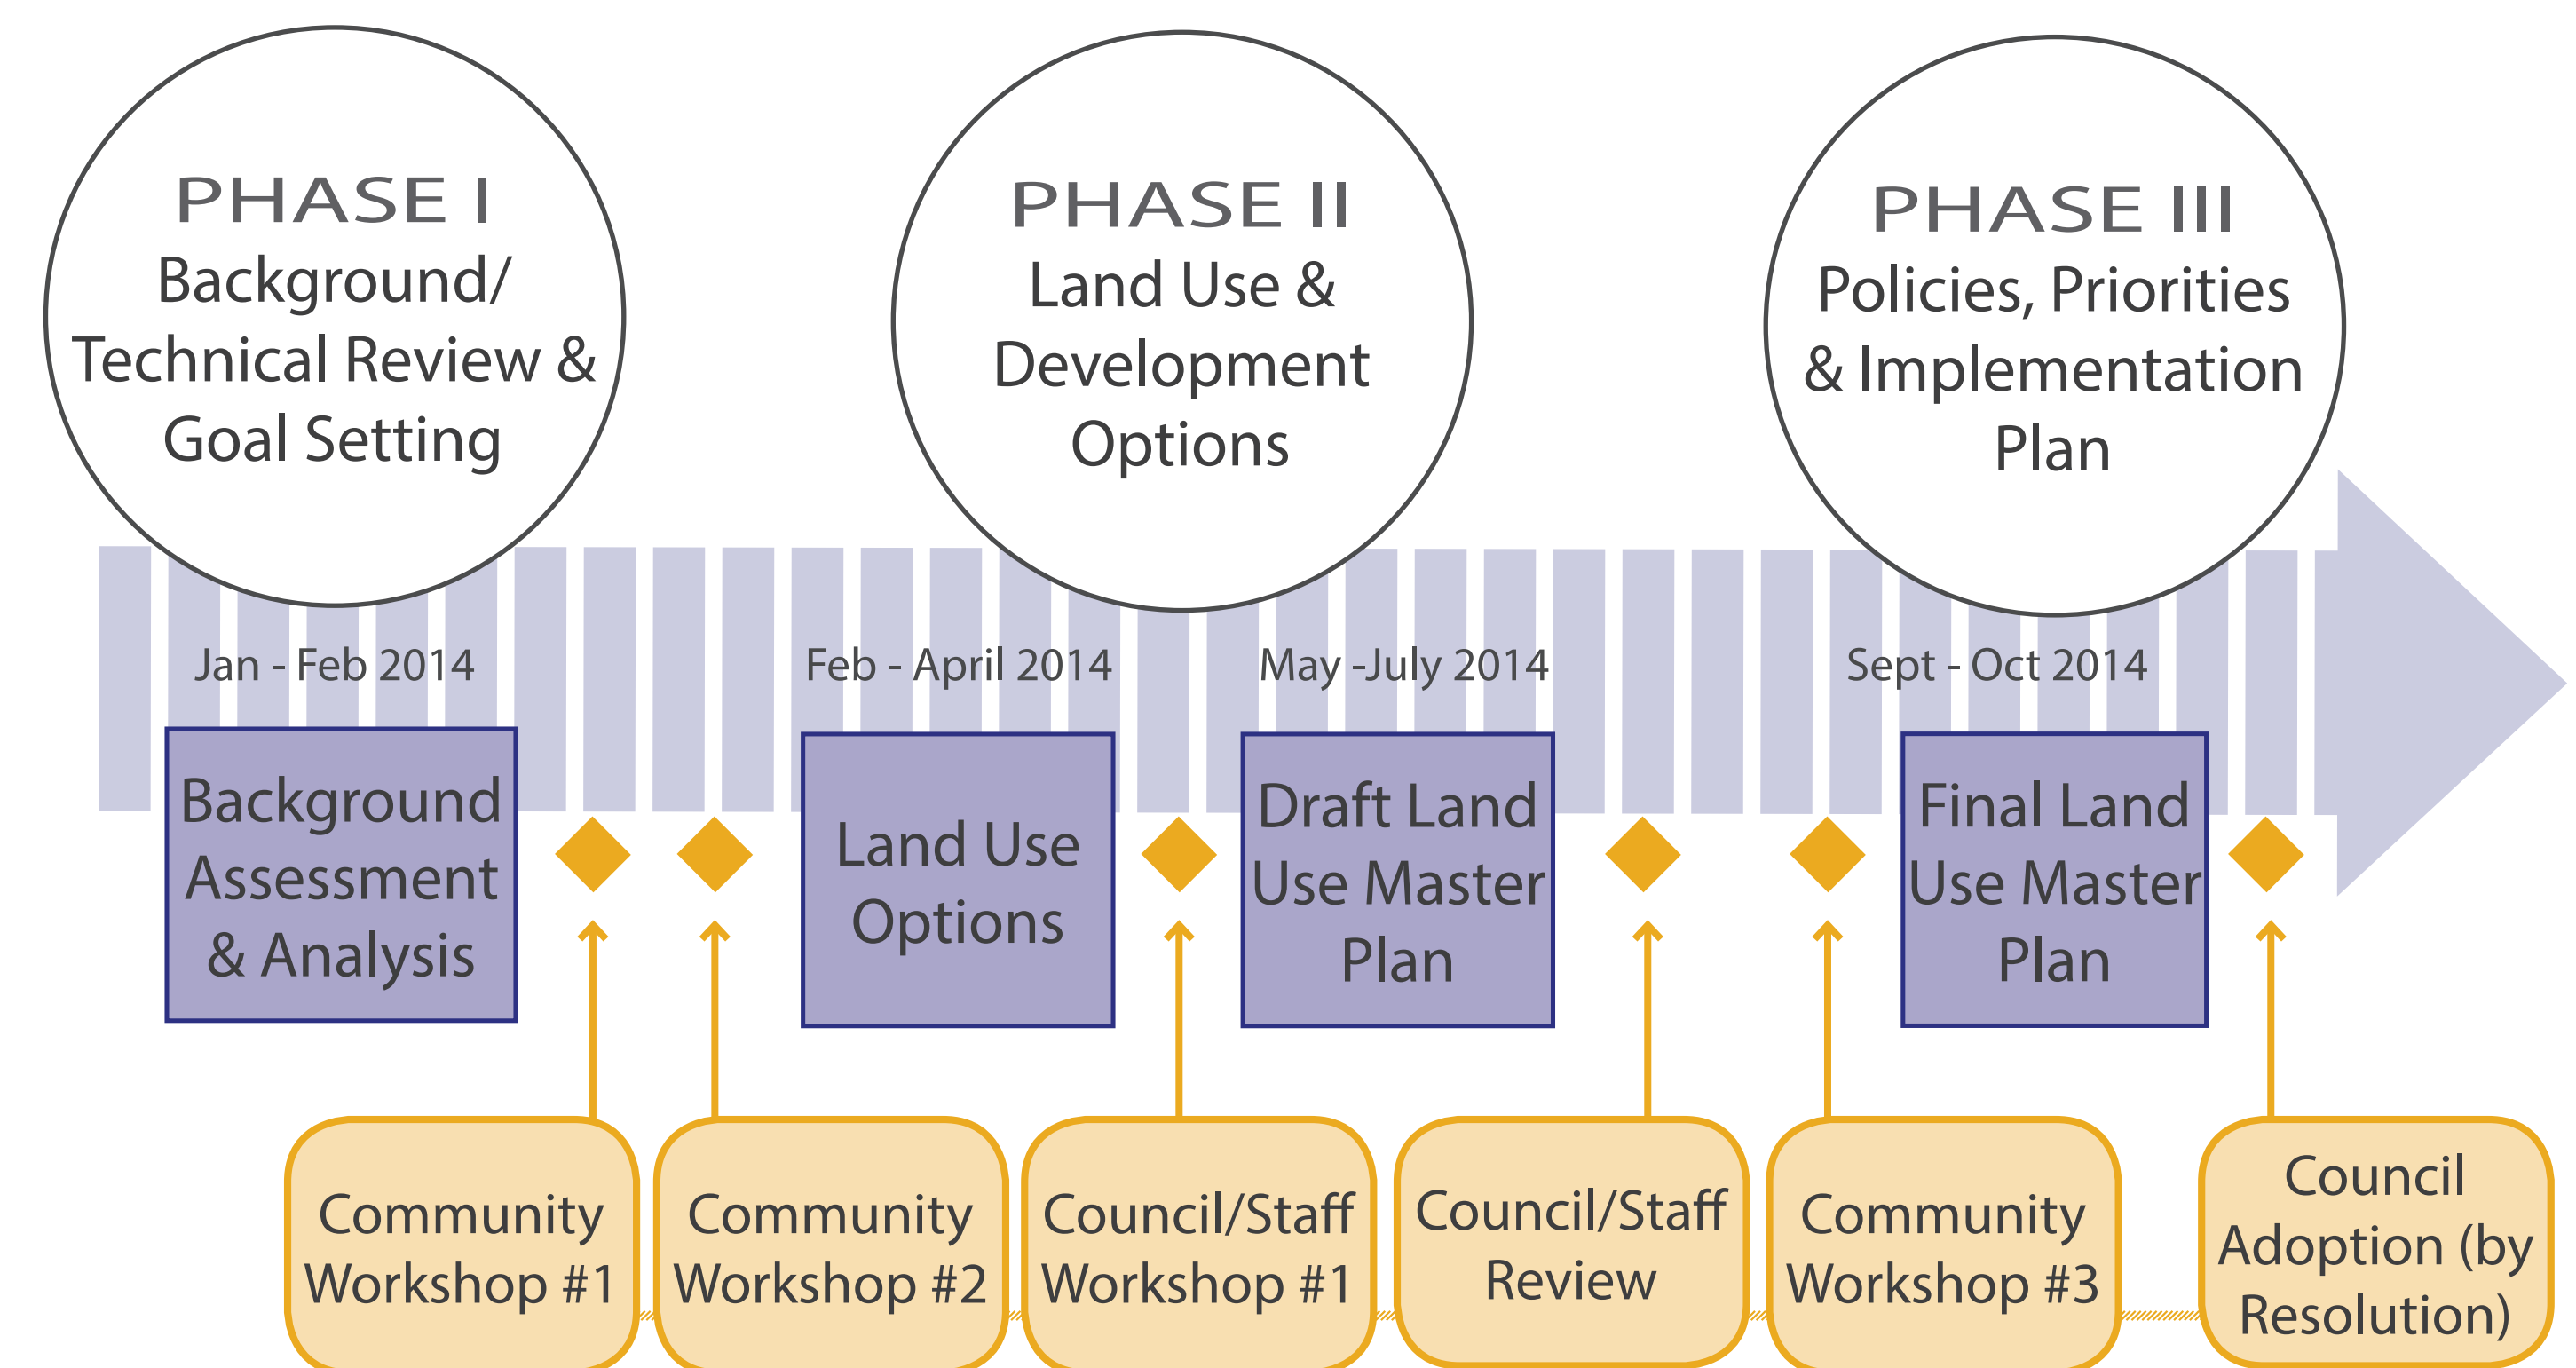 PHASE I
Background/
Technical Review &
Goal Setting
PHASE II
Land Use &
Development
Options
PHASE III
Policies, Priorities
& Implementation
Plan
Jan - Feb 2014
Feb - April 2014
May -July 2014
Sept - Oct 2014
Background
Assessment
& Analysis
Land Use
Options
Draft Land
Use Master
Plan
Final Land
Use Master
Plan
Community
Workshop #1
Community
Workshop #2
Council/Staff
Workshop #1
Council/Staff
Review
Community
Workshop #3
Council
Adoption (by
Resolution)